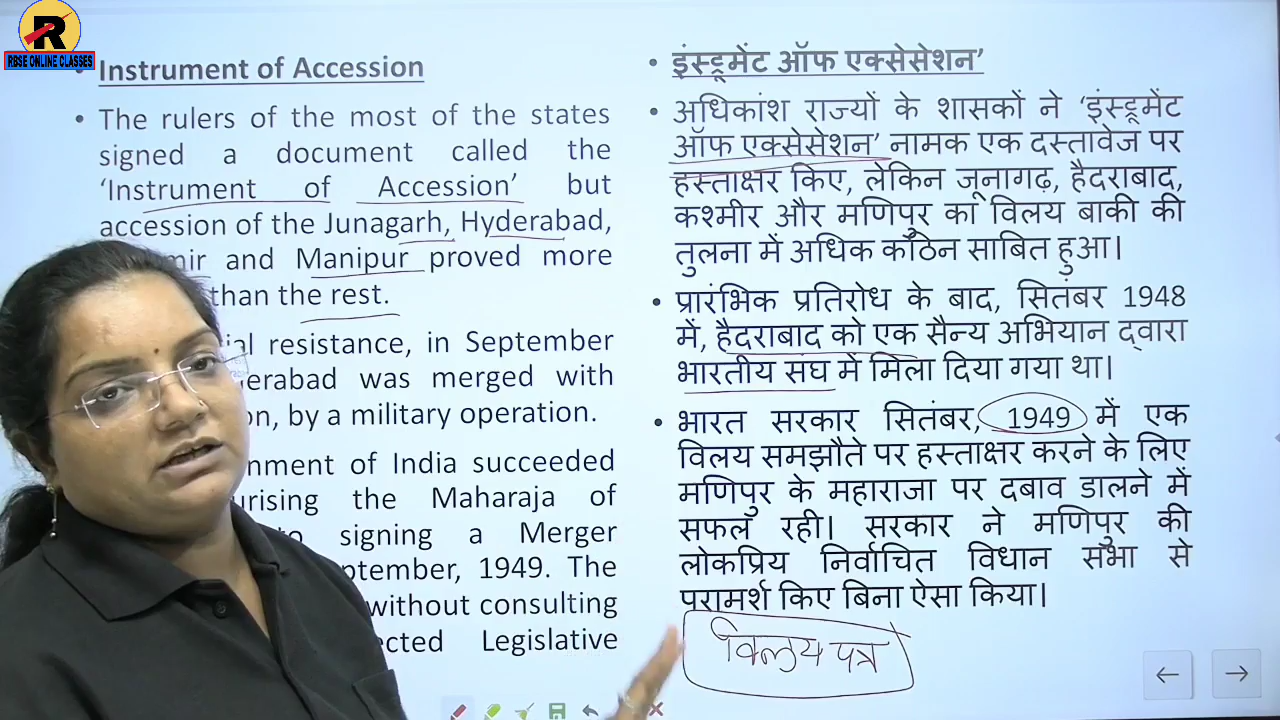 R
RBSE ONLINE CLASSES
• Instrument of Accession
• The rulers of the most of the states
signed a document called the
‘Instrument of Accession’ but
accession of the Junagarh, Hyderabad,
and Manipur proved more
than the rest.
resistance, in September
was merged with
by a military operation.
of India succeeded
the Maharaja of
signing a Merger
1949. The
without consulting
Legislative
• इंस्ट्रूमेंट ऑफ एक्सेसेशन’
• अधिकांश राज्यों के शासकों ने ‘इंस्ट्रूमेंट
ऑफ एक्सेसेशन’ नामक एक दस्तावेज पर
हस्ताक्षर किए, लेकिन जूनागढ़, हैदराबाद,
कश्मीर और मणिपुर का विलय बाकी की
तुलना में अधिक कठिन साबित हुआ।
• प्रारंभिक प्रतिरोध के बाद, सितंबर 1948
में, हैदराबाद को एक सैन्य अभियान द्वारा
भारतीय संघ में मिला दिया गया था।
• भारत सरकार सितंबर, 1949 में एक
विलय समझौते पर हस्ताक्षर करने के लिए
मणिपुर के महाराजा पर दबाव डालने में
सफल रही। सरकार ने मणिपुर की
लोकप्रिय निर्वाचित विधान सभा से
परामर्श किए बिना ऐसा किया।
विलय पत्र